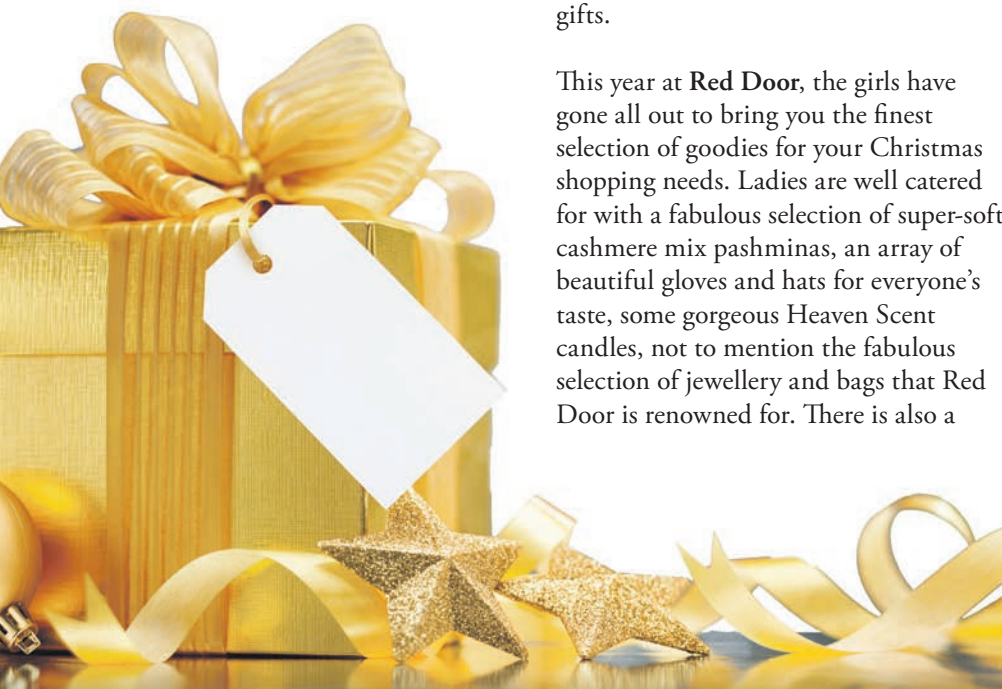 gifts.
This year at Red Door, the girls have
gone all out to bring you the finest
selection of goodies for your Christmas
shopping needs. Ladies are well catered
for with a fabulous selection of super-soft
cashmere mix pashminas, an array of
beautiful gloves and hats for everyone’s
taste, some gorgeous Heaven Scent
candles, not to mention the fabulous
selection of jewellery and bags that Red
Door is renowned for. There is also a